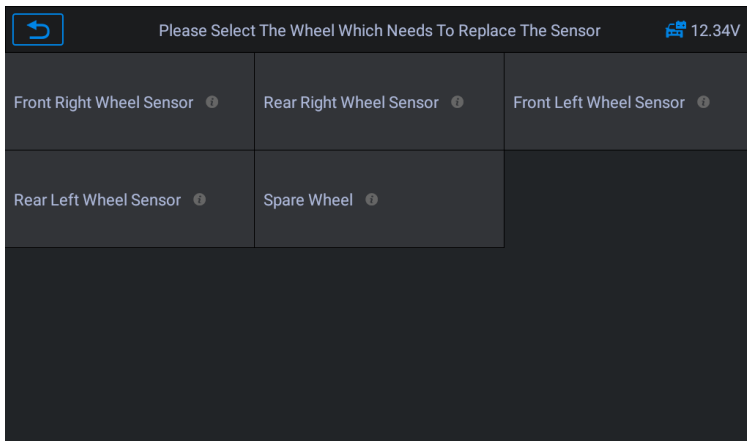 Please Select The Wheel Which Needs To Replace The Sensor
12.34V
Front Right Wheel Sensor
Rear Right Wheel Sensor
Front Left Wheel Sensor
Rear Left Wheel Sensor
Spare Wheel